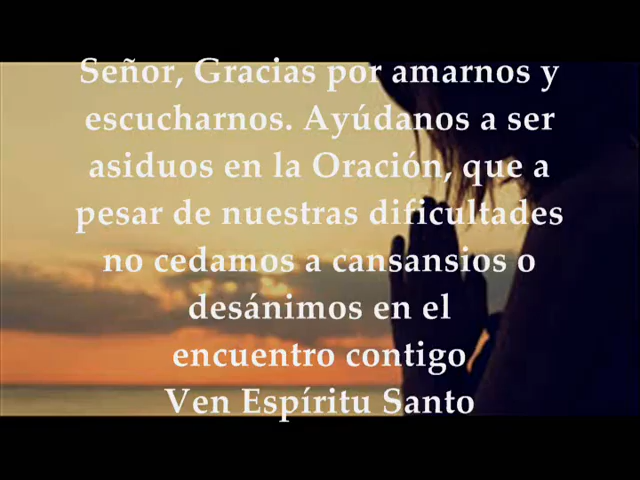 Señor, Gracias por amarnos y
escucharnos. Ayúdanos a ser
asiduos en la Oración, que a
pesar de nuestras dificultades
no cedamos a cansansios o
desánimos en el
encuentro contigo
Ven Espíritu Santo